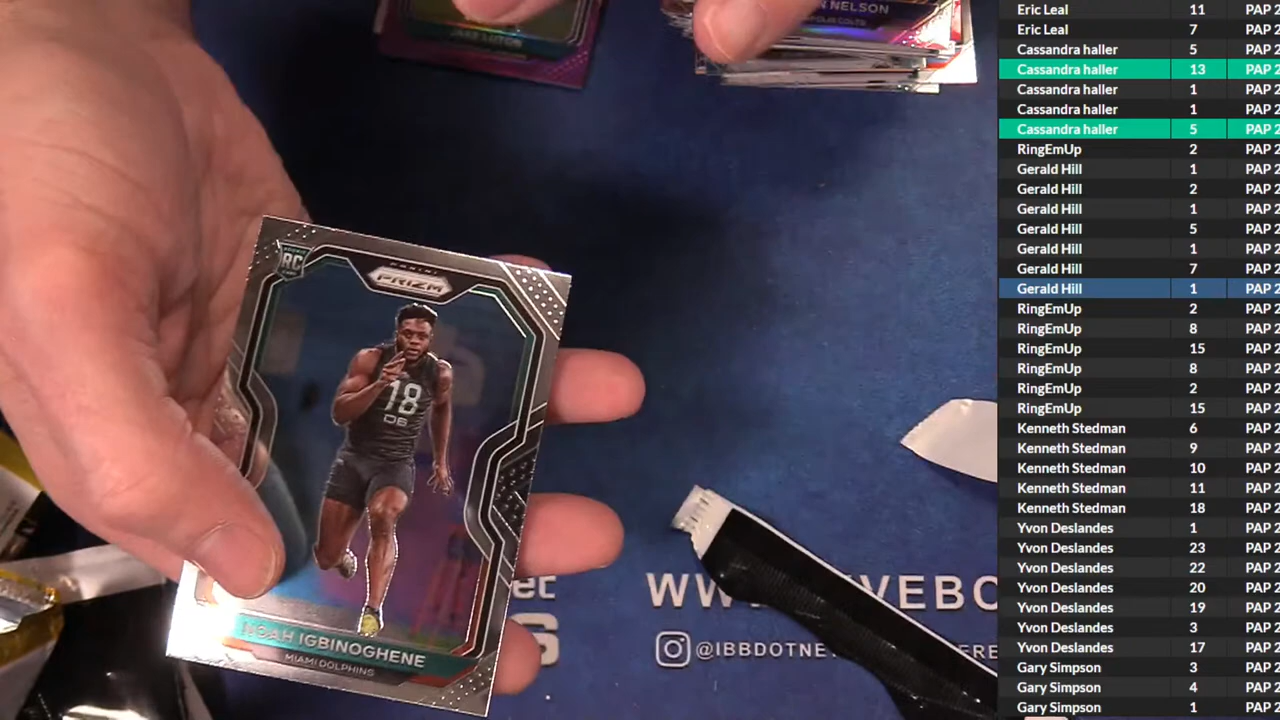 JAKE LUTON
N NELSON
POLIS COLTS
RC
PANINI
PRIZM
18
DB
NOAH IGBINOGHENE
MIAMI DOLPHINS
et
S
WW
VEBO
@IBBDOTNE
ERE
Eric Leal 11 PAP 2
Eric Leal 7 PAP 2
Cassandra haller 5 PAP 2
Cassandra haller 13 PAP 2
Cassandra haller 1 PAP 2
Cassandra haller 1 PAP 2
Cassandra haller 5 PAP 2
RingEmUp 2 PAP 2
Gerald Hill 1 PAP 2
Gerald Hill 2 PAP 2
Gerald Hill 1 PAP 2
Gerald Hill 5 PAP 2
Gerald Hill 1 PAP 2
Gerald Hill 7 PAP 2
Gerald Hill 1 PAP 2
RingEmUp 2 PAP 2
RingEmUp 8 PAP 2
RingEmUp 15 PAP 2
RingEmUp 8 PAP 2
RingEmUp 2 PAP 2
RingEmUp 15 PAP 2
Kenneth Stedman 6 PAP 2
Kenneth Stedman 9 PAP 2
Kenneth Stedman 10 PAP 2
Kenneth Stedman 11 PAP 2
Kenneth Stedman 18 PAP 2
Yvon Deslandes 1 PAP 2
Yvon Deslandes 23 PAP 2
Yvon Deslandes 22 PAP 2
Yvon Deslandes 20 PAP 2
Yvon Deslandes 19 PAP 2
Yvon Deslandes 3 PAP 2
Yvon Deslandes 17 PAP 2
Gary Simpson 3 PAP 2
Gary Simpson 4 PAP 2
Gary Simpson 1 PAP 2